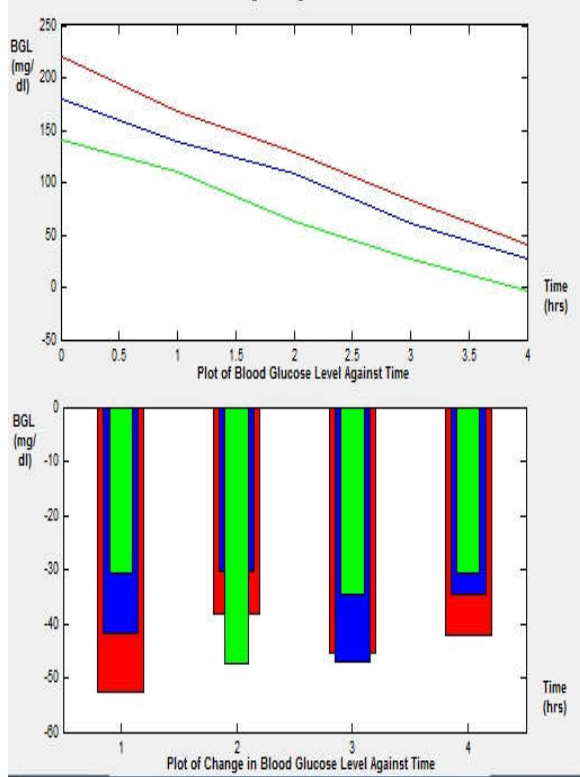 250
BGL
(mg/
dl)
200
150
100
50
0
-50
Time
(hrs)
0 0.5 1 1.5 2 2.5 3 3.5 4
Plot of Blood Glucose Level Against Time
0
BGL
(mg/
dl)
-10
-20
-30
-40
-50
-60
Time
(hrs)
1 2 3 4
Plot of Change in Blood Glucose Level Against Time